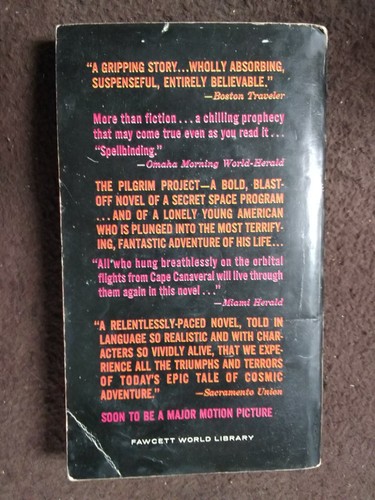 "A GRIPPING STORY...WHOLLY ABSORBING,
SUSPENSEFUL, ENTIRELY BELIEVABLE."
—Boston Traveler
More than fiction...a chilling prophecy
that may come true even as you read it...
"Spellbinding."
—Omaha Morning World-Herald
THE PILGRIM PROJECT—A BOLD, BLAST-
OFF NOVEL OF A SECRET SPACE PROGRAM
...AND OF A LONELY YOUNG AMERICAN
WHO IS PLUNGED INTO THE MOST TERRIFY-
ING, FANTASTIC ADVENTURE OF HIS LIFE...
"All who hung breathlessly on the orbital
flights from Cape Canaveral will live through
them again in this novel..."
—Miami Herald
"A RELENTLESSLY-PACED NOVEL, TOLD IN
LANGUAGE SO REALISTIC AND WITH CHAR-
ACTERS SO VIVIDLY ALIVE, THAT WE EXPE-
RIENCE ALL THE TRIUMPHS AND TERRORS
OF TODAY'S EPIC TALE OF COSMIC
ADVENTURE." —Sacramento Union
SOON TO BE A MAJOR MOTION PICTURE
FAWCETT WORLD LIBRARY